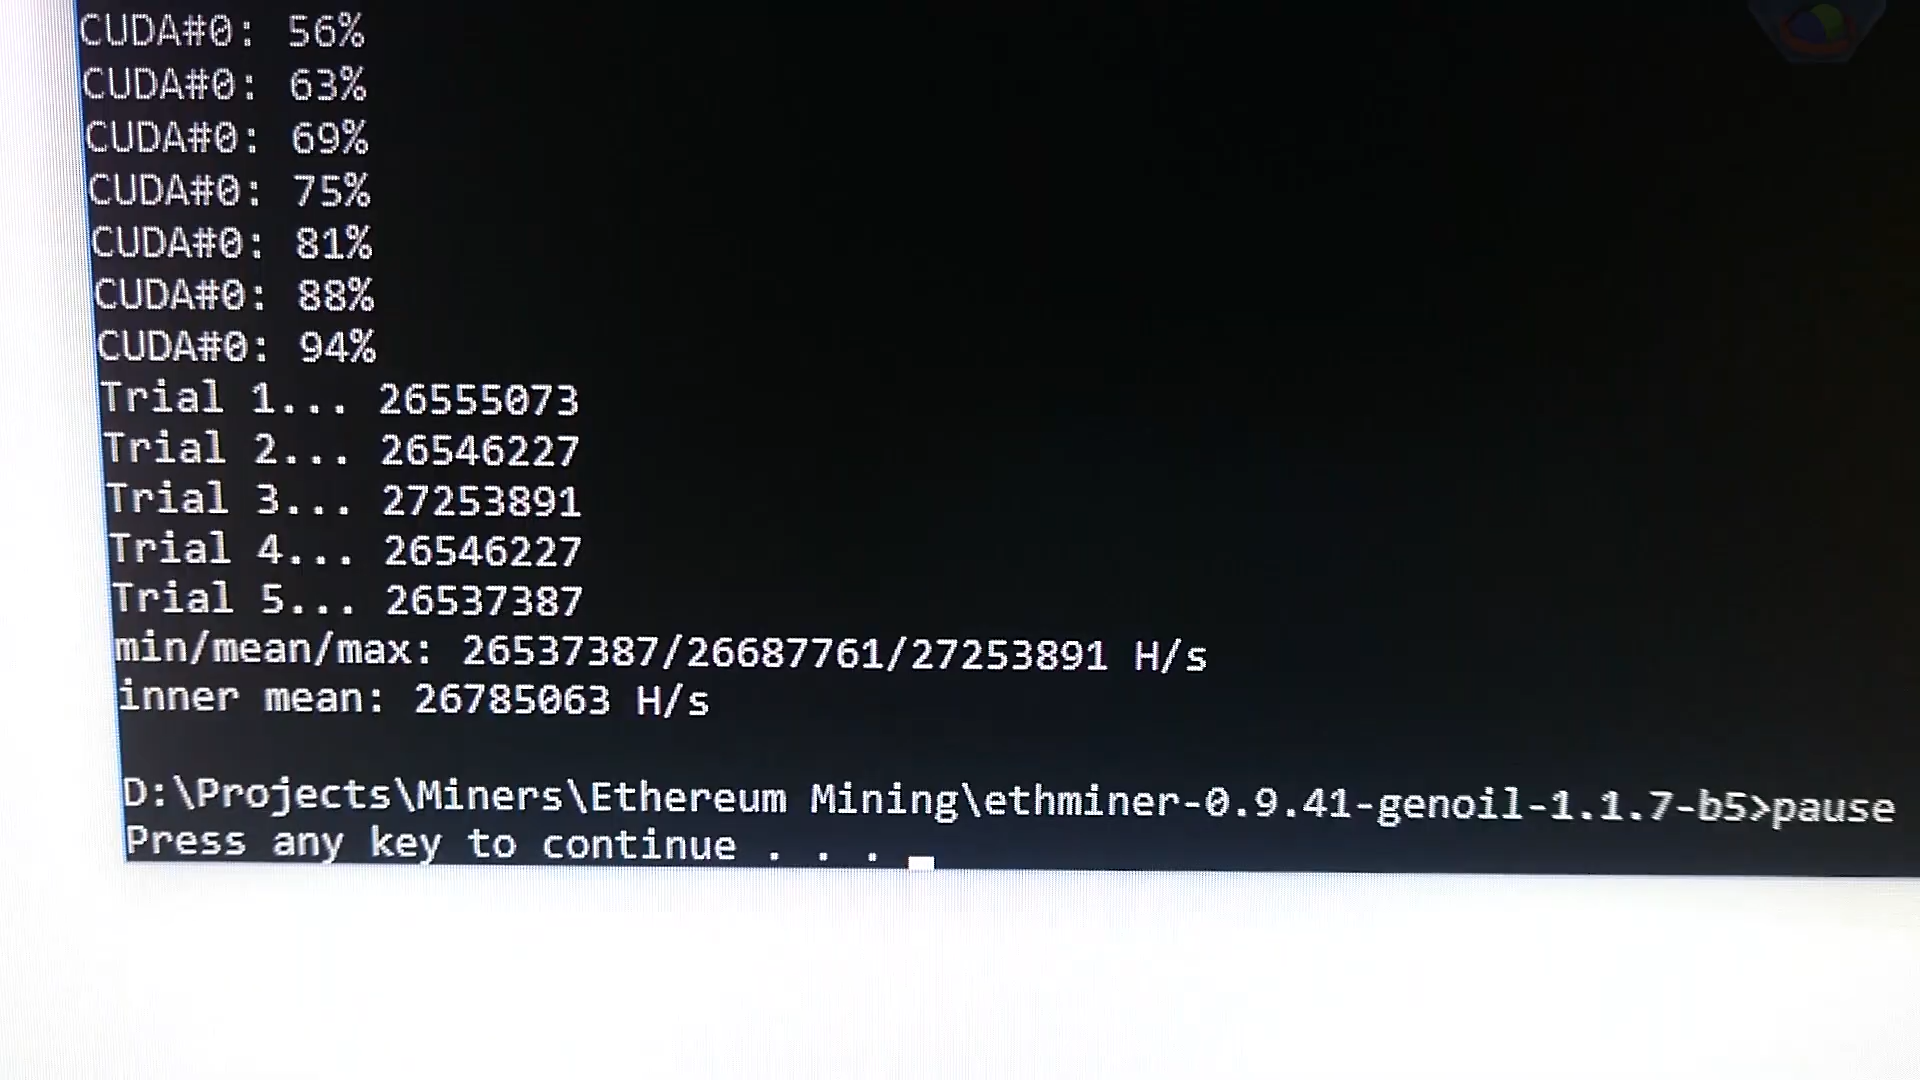 CUDA#0: 56%
CUDA#0: 63%
CUDA#0: 69%
CUDA#0: 75%
CUDA#0: 81%
CUDA#0: 88%
CUDA#0: 94%
Trial 1... 26555073
Trial 2... 26546227
Trial 3... 27253891
Trial 4... 26546227
Trial 5... 26537387
min/mean/max: 26537387/26687761/27253891 H/s
inner mean: 26785063 H/s
D:\Projects\Miners\Ethereum Mining\ethminer-0.9.41-genoil-1.1.7-b5>pause
Press any key to continue . . .